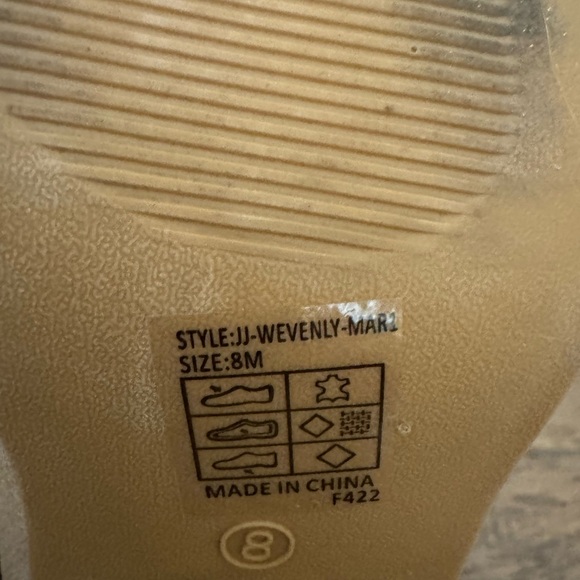 STYLE:JJ-WEVENLY-MAR1
SIZE:8M
MADE IN CHINA
F422
8